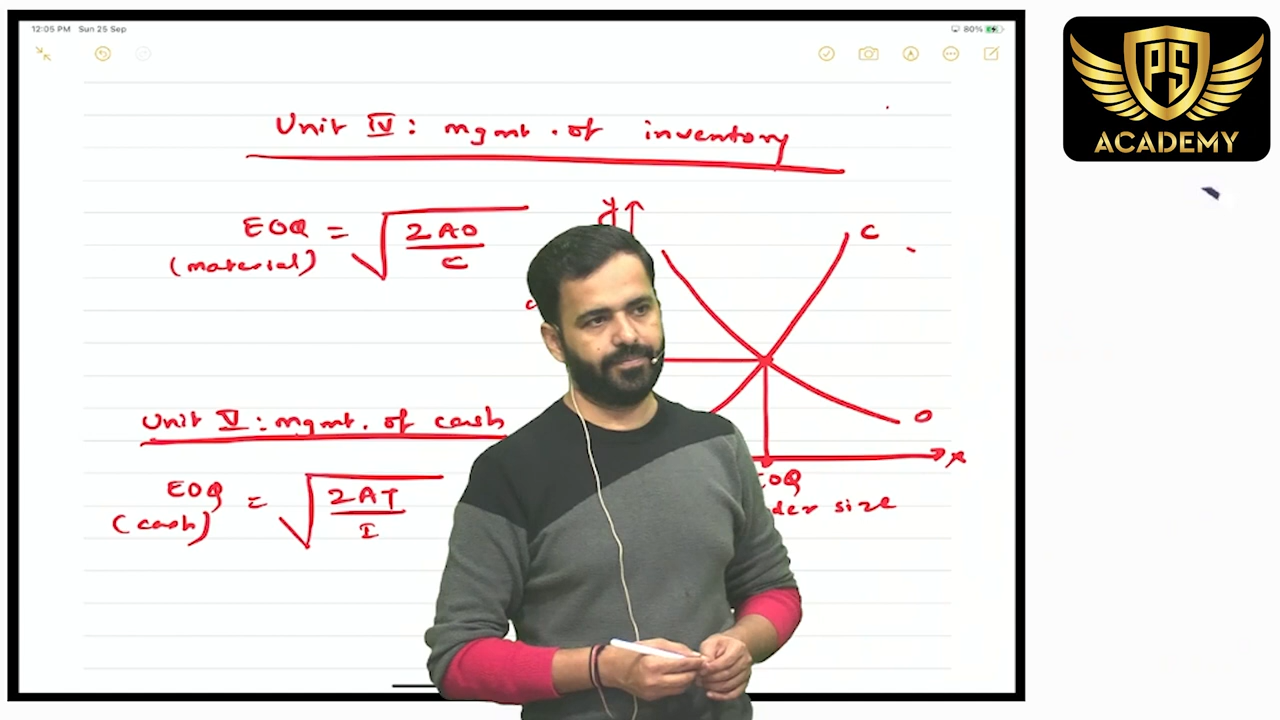 12:05 PM Sun 25 Sep
80%
PS
ACADEMY
Unit IV : mgmt. of inventory
EOQ = √2AO/C
(material)
y
C
O
x
EOQ
size
Unit V : mgmt. of cash
EOQ = √2AT/I
(cash)